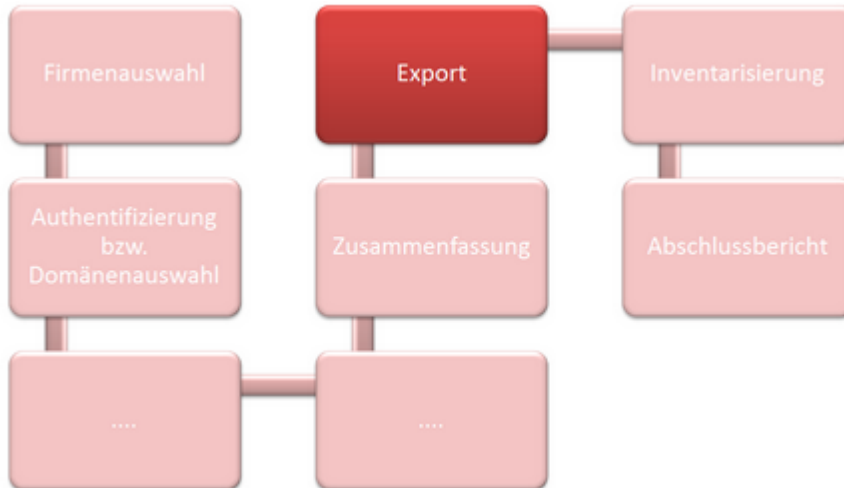 Firmenauswahl
Authentifizierung
bzw.
Domänenauswahl
....
....
Zusammenfassung
Export
Inventarisierung
Abschlussbericht